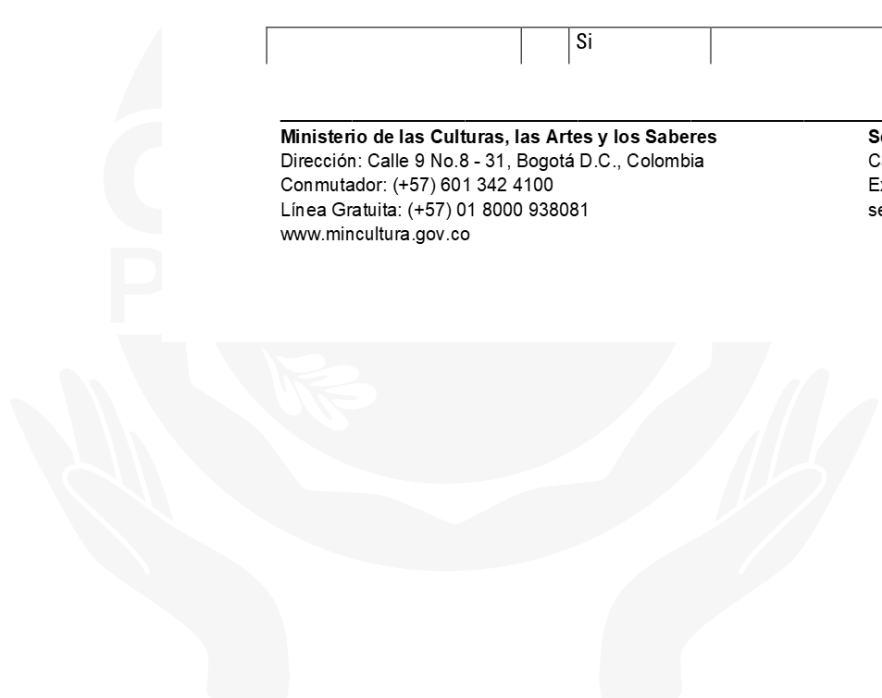 Si
Ministerio de las Culturas, las Artes y los Saberes
Dirección: Calle 9 No.8 - 31, Bogotá D.C., Colombia
Conmutador: (+57) 601 342 4100
Línea Gratuita: (+57) 01 8000 938081
www.mincultura.gov.co